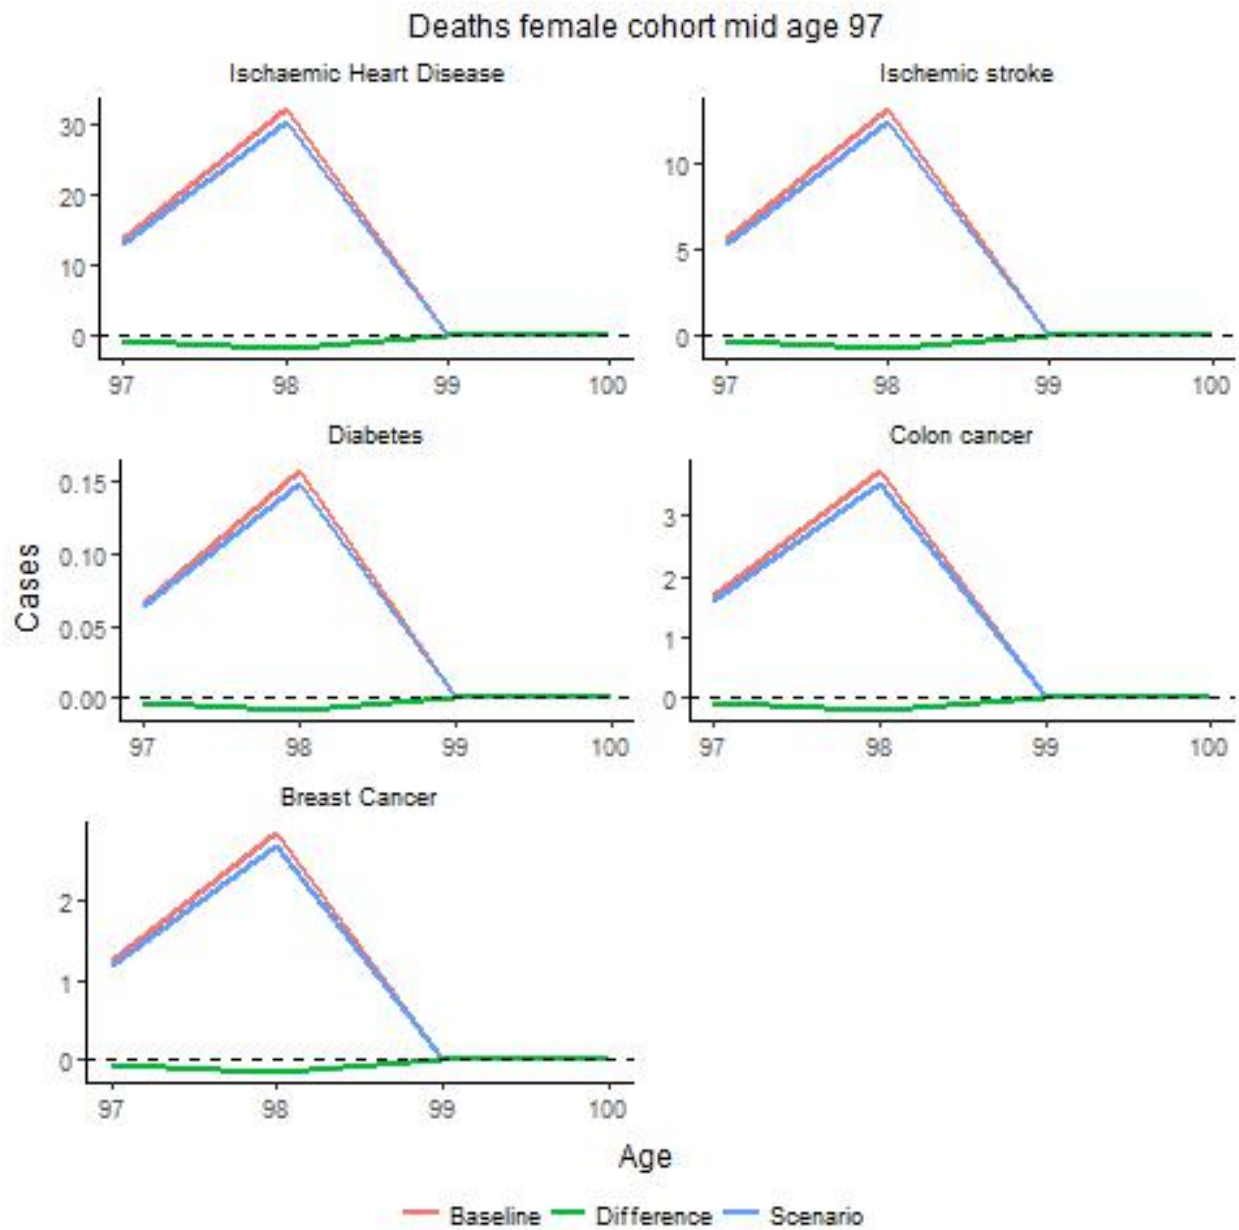 Deaths female cohort mid age 97
Ischaemic Heart Disease
30
20
10
0
97 98 99 100
Ischemic stroke
10
5
0
97 98 99 100
Diabetes
0.15
0.10
0.05
0.00
97 98 99 100
Colon cancer
3
2
1
0
97 98 99 100
Breast Cancer
2
1
0
97 98 99 100
Cases
Age
Baseline Difference Scenario